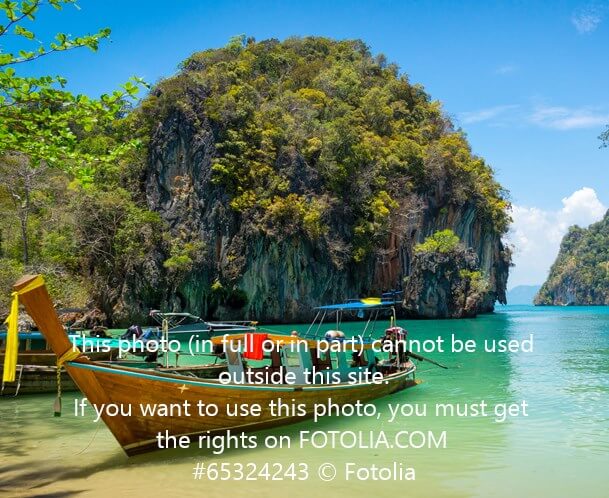 This photo (in full or in part) cannot be used
outside this site.
If you want to use this photo, you must get
the rights on FOTOLIA.COM
#65324243 © Fotolia